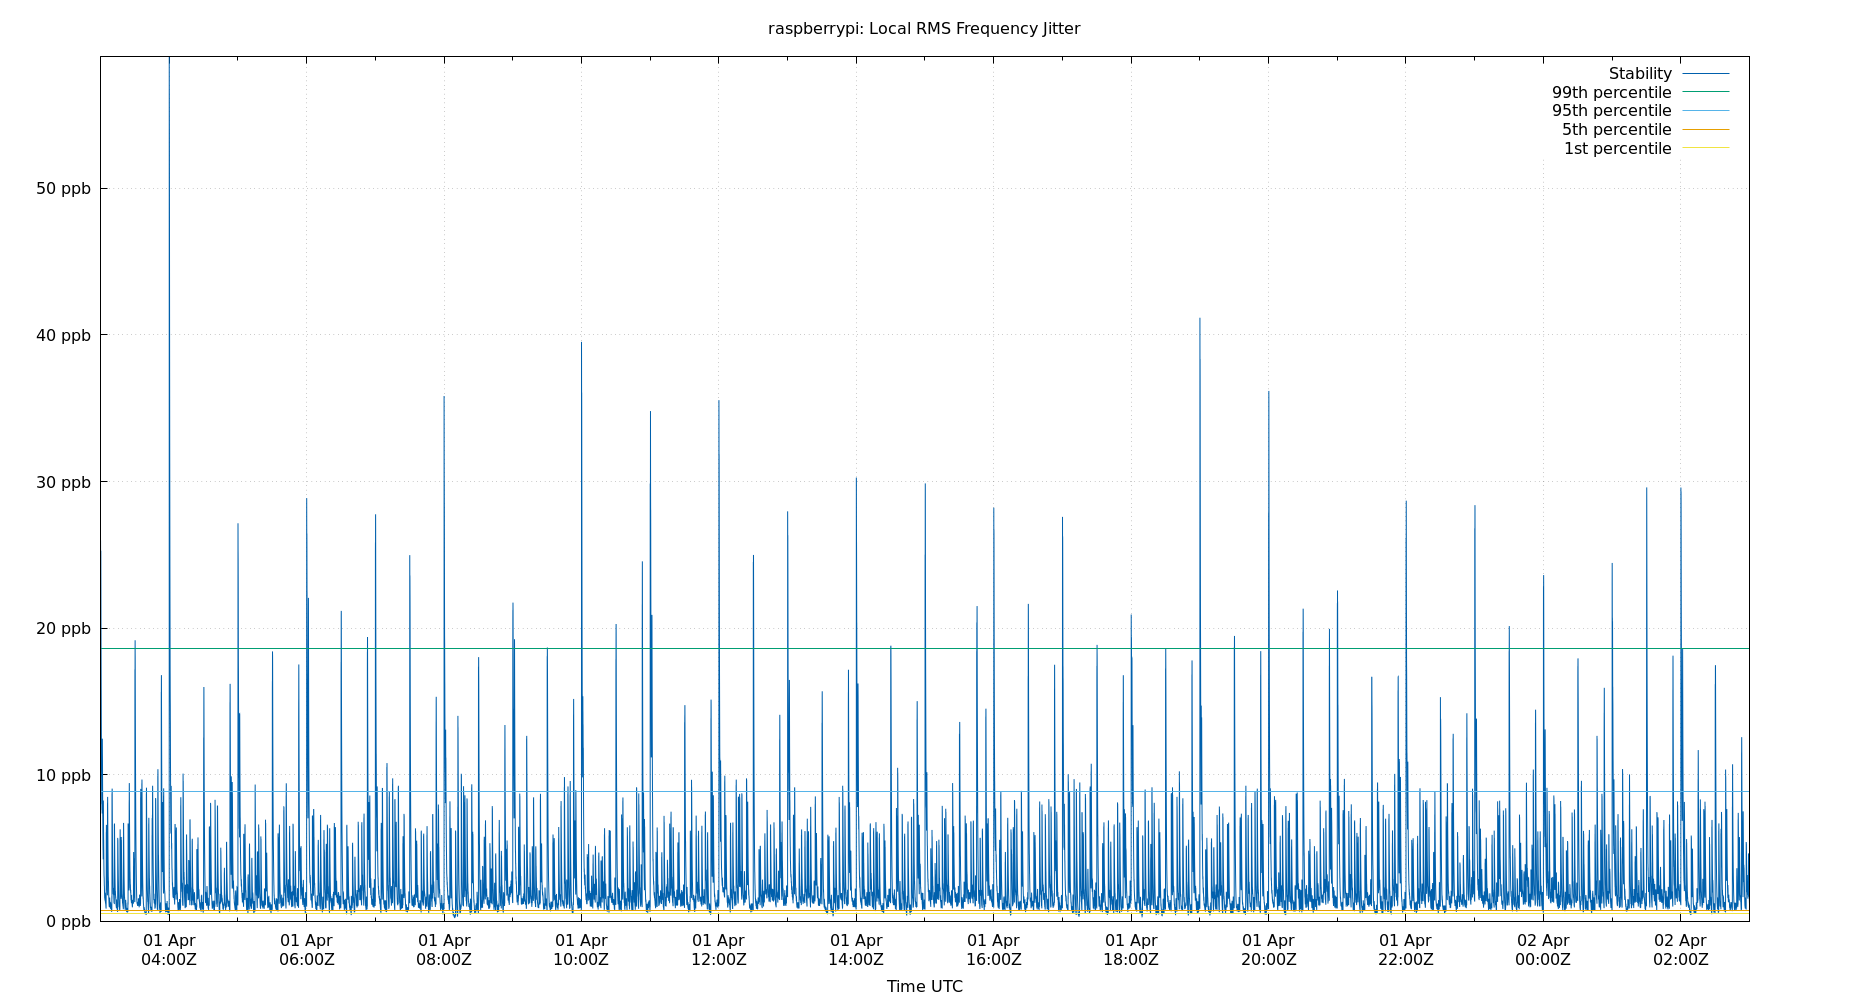 raspberrypi: Local RMS Frequency Jitter
Stability
99th percentile
95th percentile
5th percentile
1st percentile
50 ppb
40 ppb
30 ppb
20 ppb
10 ppb
0 ppb
01 Apr 01 Apr 01 Apr 01 Apr 01 Apr 01 Apr 01 Apr 01 Apr 01 Apr 01 Apr 02 Apr 02 Apr
04:00Z 06:00Z 08:00Z 10:00Z 12:00Z 14:00Z 16:00Z 18:00Z 20:00Z 22:00Z 00:00Z 02:00Z
Time UTC